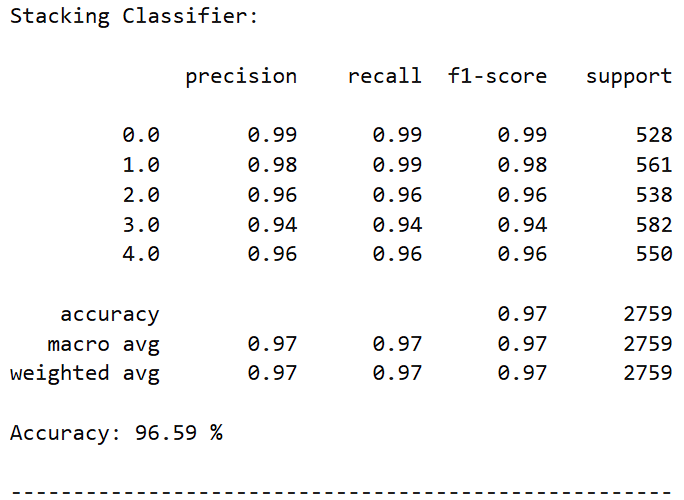 Stacking Classifier:
precision recall f1-score support
0.0 0.99 0.99 0.99 528
1.0 0.98 0.99 0.98 561
2.0 0.96 0.96 0.96 538
3.0 0.94 0.94 0.94 582
4.0 0.96 0.96 0.96 550
accuracy 0.97 2759
macro avg 0.97 0.97 0.97 2759
weighted avg 0.97 0.97 0.97 2759
Accuracy: 96.59 %
-----------------------------------------------------